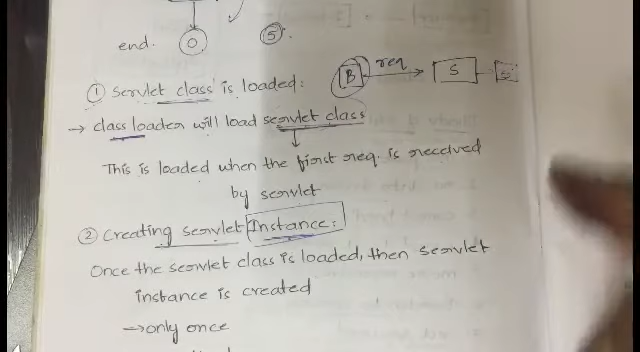 end. O
5.
1 Servlet class is loaded:
B req S S
→ class loader will load servlet class
This is loaded when the first req. is received
by servlet
2 Creating servlet Instance:
Once the servlet class is loaded, then servlet
instance is created
→ only once